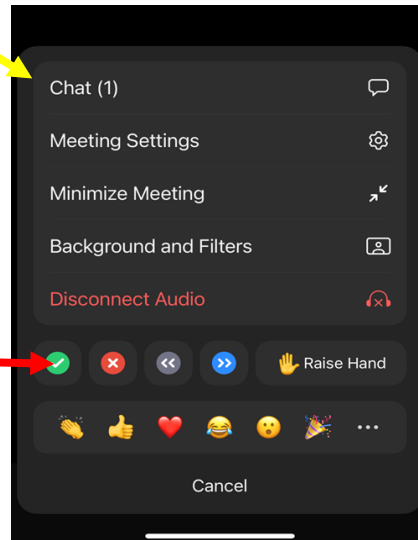 Chat (1)
Meeting Settings
Minimize Meeting
Background and Filters
Disconnect Audio
Raise Hand
Cancel